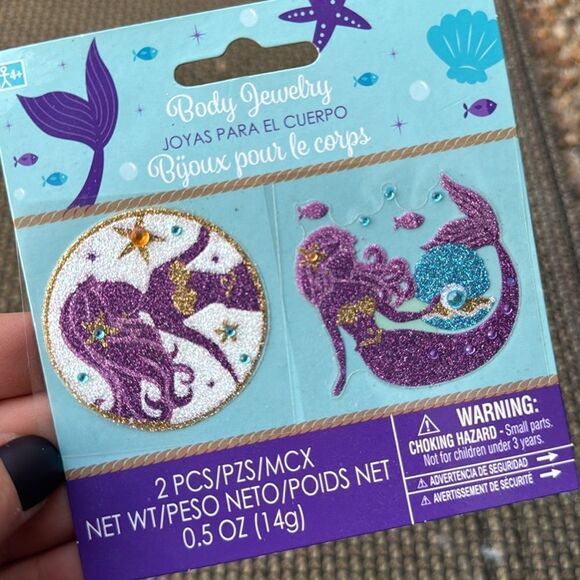 4+
Body Jewelry
JOYAS PARA EL CUERPO
Bijoux pour le corps
2 PCS/PZS/MCX
NET WT/PESO NETO/POIDS NET
0.5 OZ (14g)
WARNING:
CHOKING HAZARD - Small parts.
Not for children under 3 years.
ADVERTENCIA DE SEGURIDAD
AVERTISSEMENT DE SÉCURITÉ